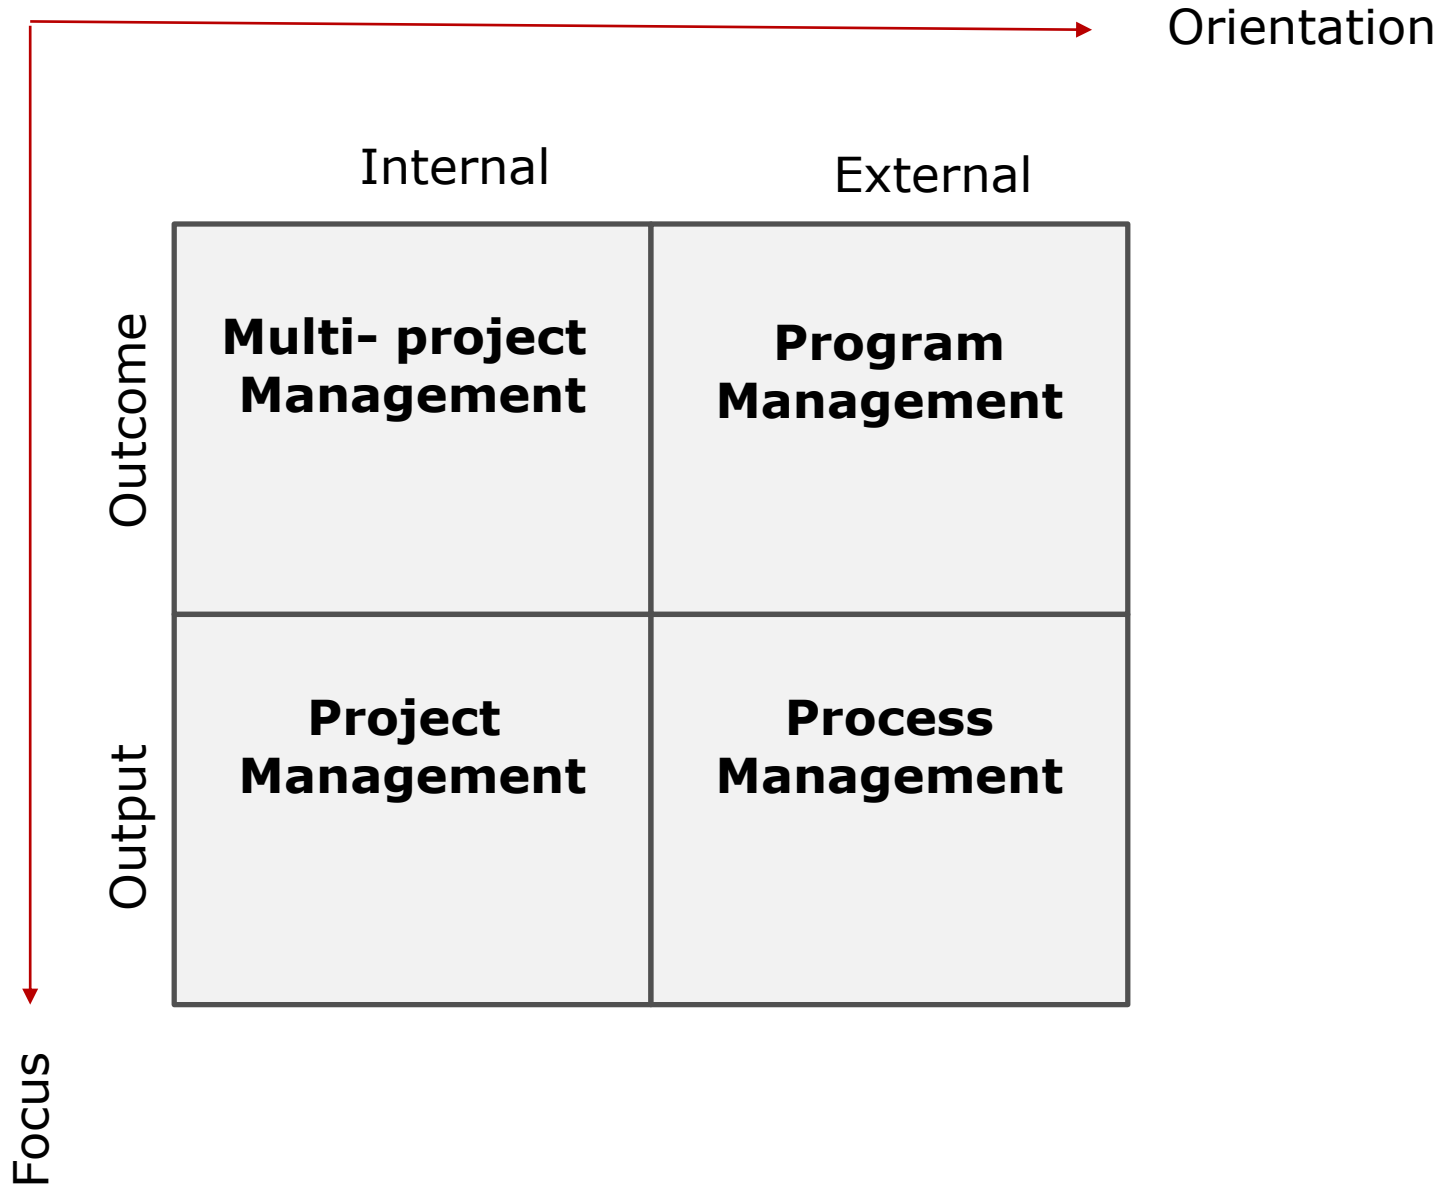 Orientation
Internal
External
Outcome
Multi- project
Management
Program
Management
Output
Project
Management
Process
Management
Focus